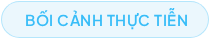 BỐI CẢNH THỰC TIỄN